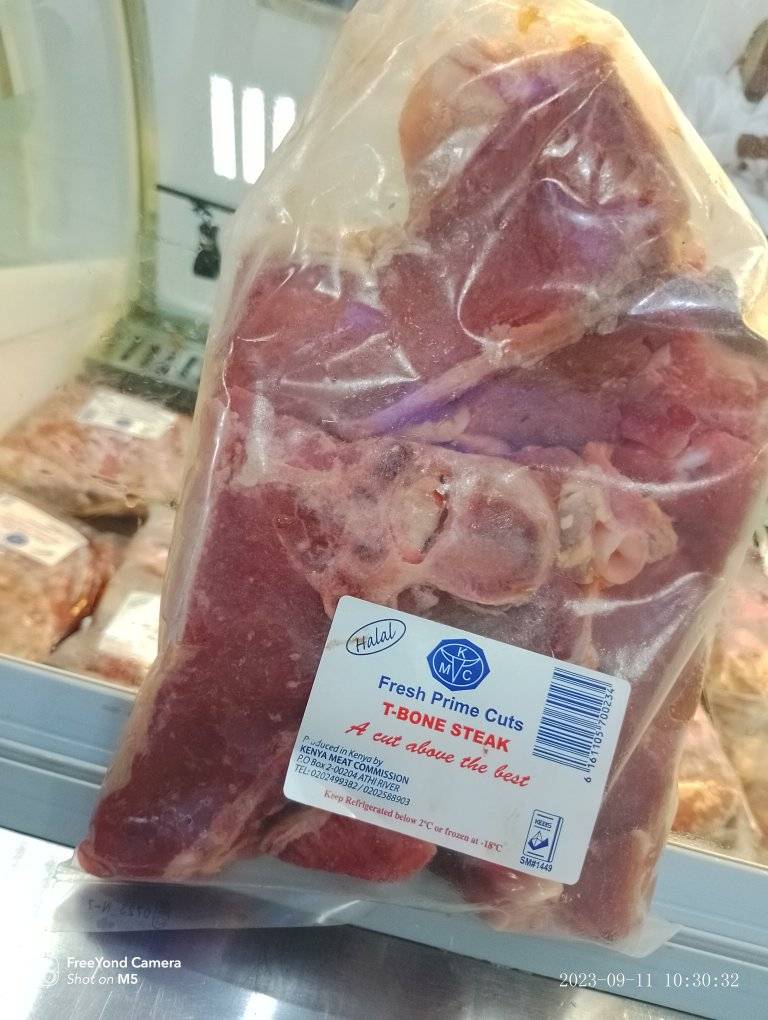 Halal
K
M C
Fresh Prime Cuts
T-BONE STEAK
A cut above the best
Produced in Kenya by
KENYA MEAT COMMISSION
P.O Box 2-00204 ATHI RIVER
TEL: 0202499382 / 0202588903
Keep Refrigerated below 2°C or frozen at -18°C
6 161105 700234
KEBS
SM#1449
FreeYond Camera
Shot on M5
2023-09-11 10:30:32